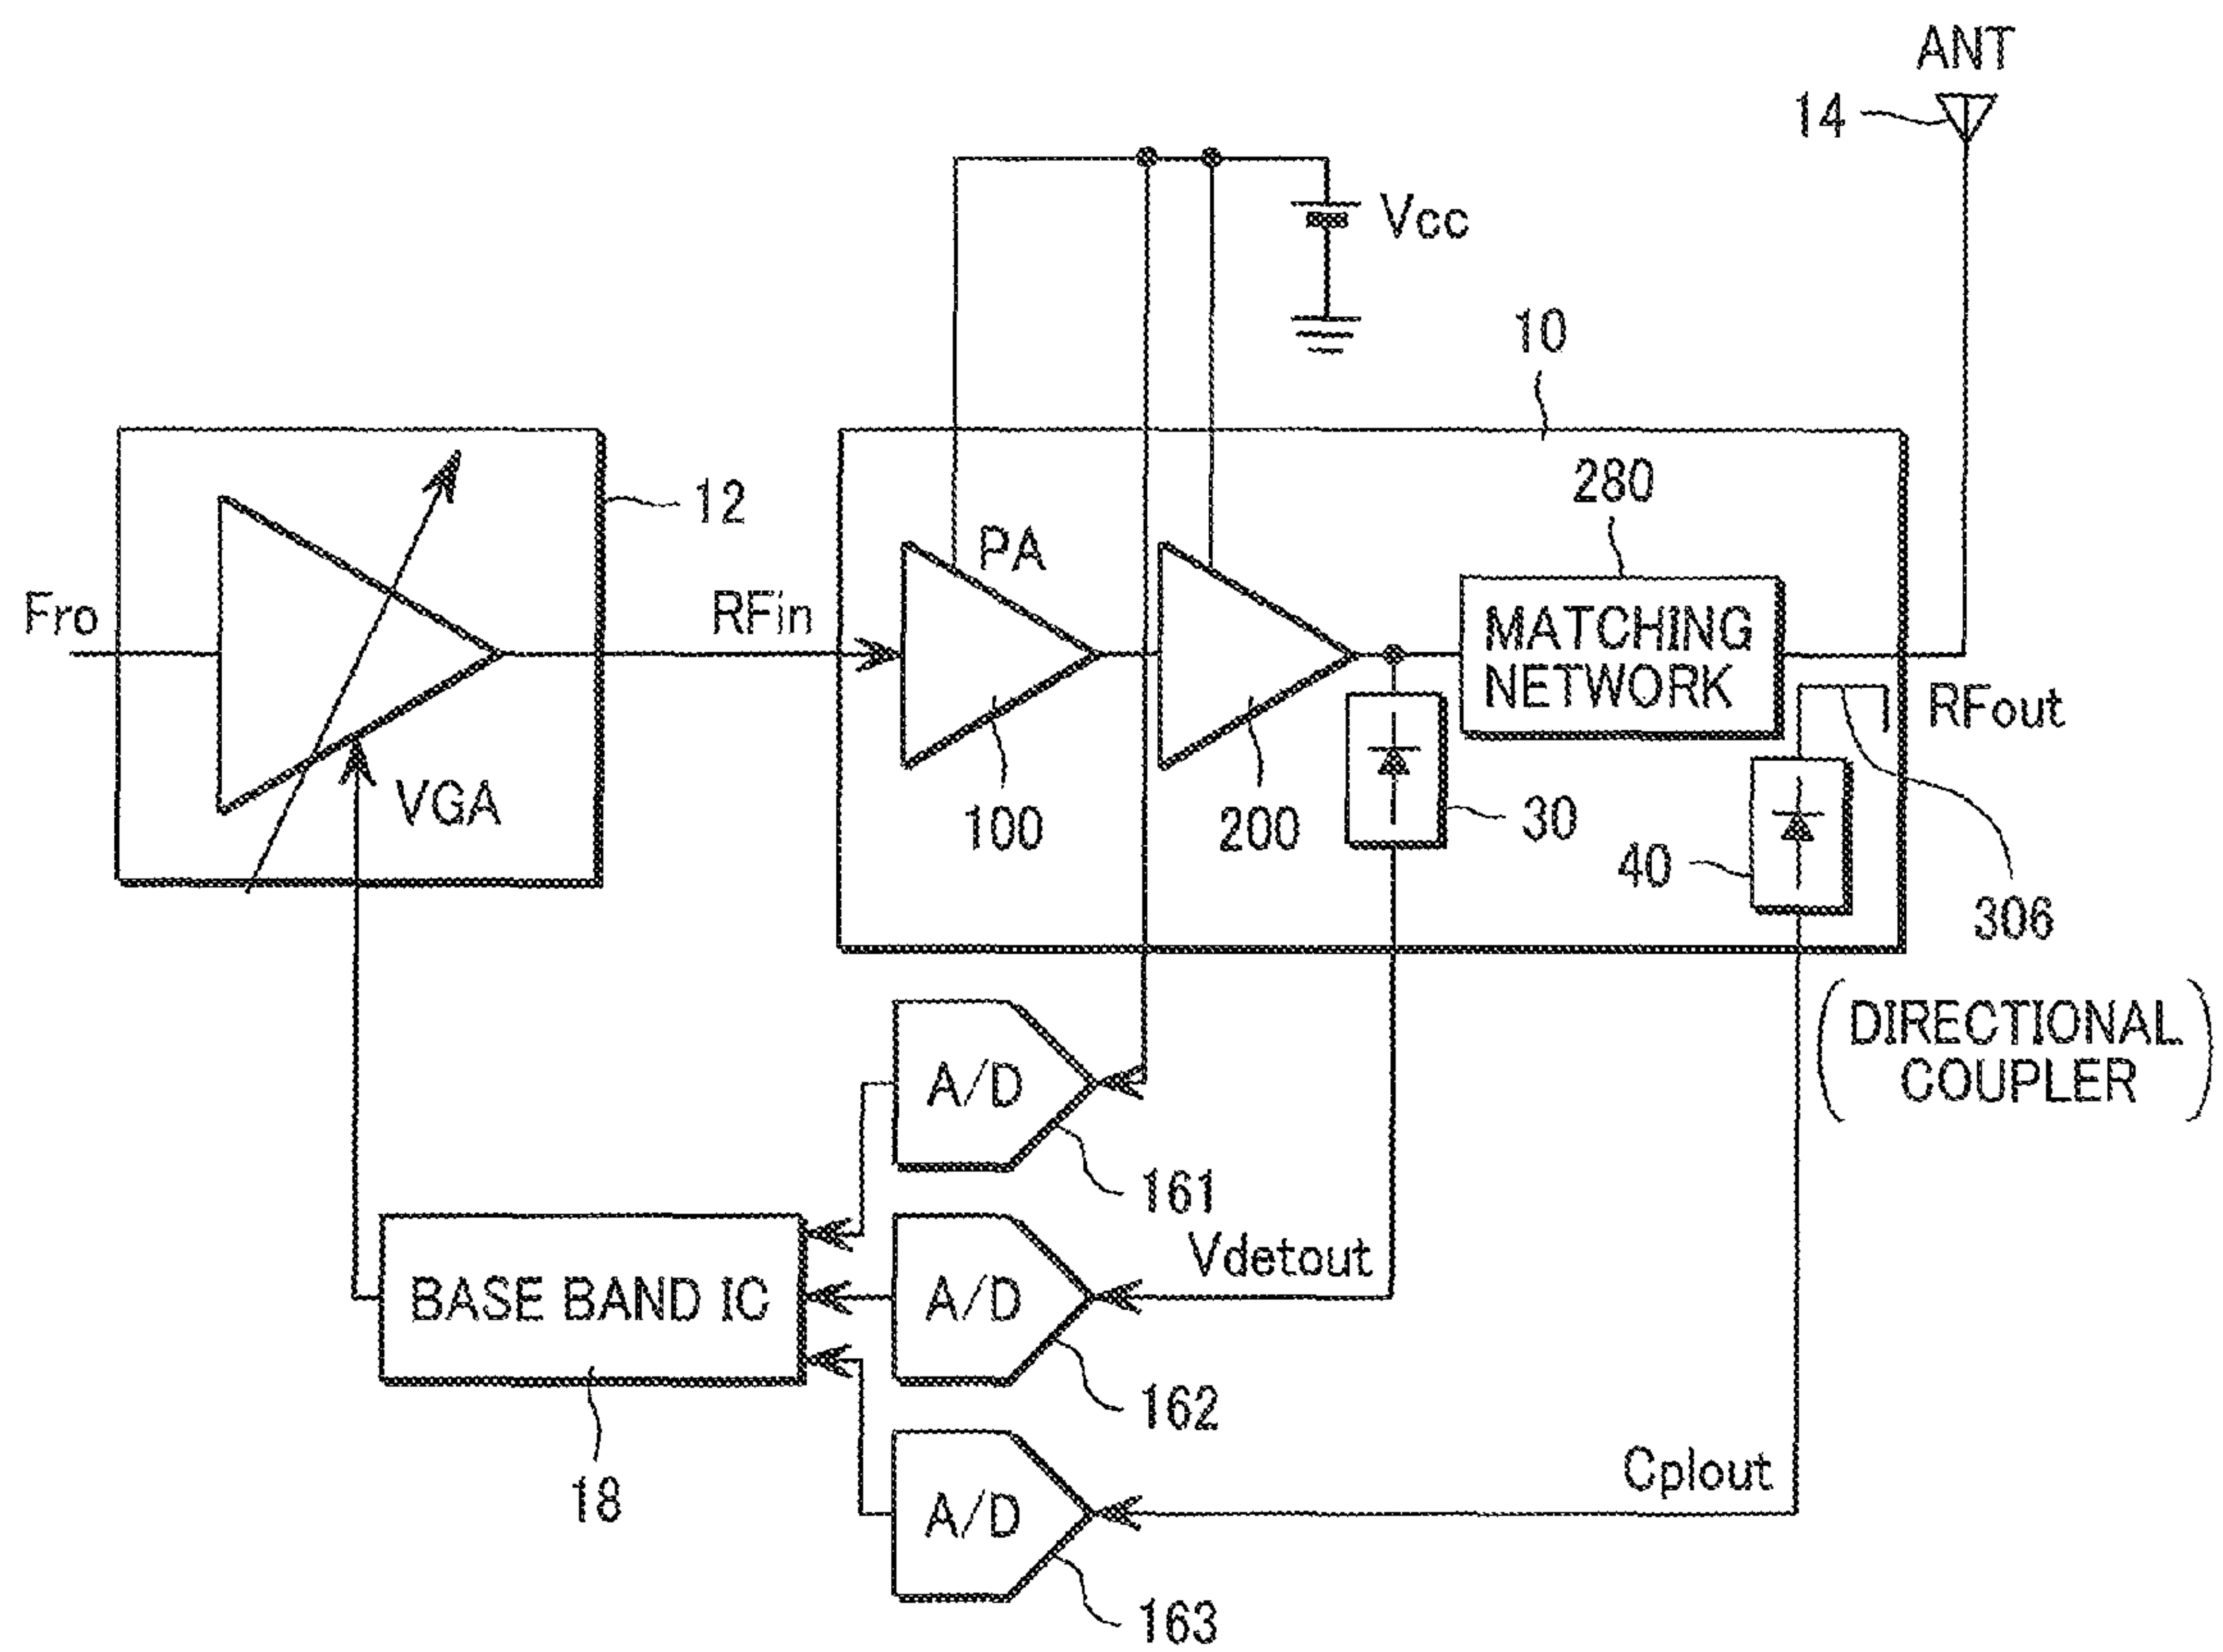 ANT
14
Vcc
10
280
12
PA
Fro
RFin
MATCHING
NETWORK
RFout
VGA
100
200
30
40
306
(DIRECTIONAL
COUPLER)
A/D
161
Vdetout
BASE BAND IC
A/D
162
18
Cplout
A/D
163